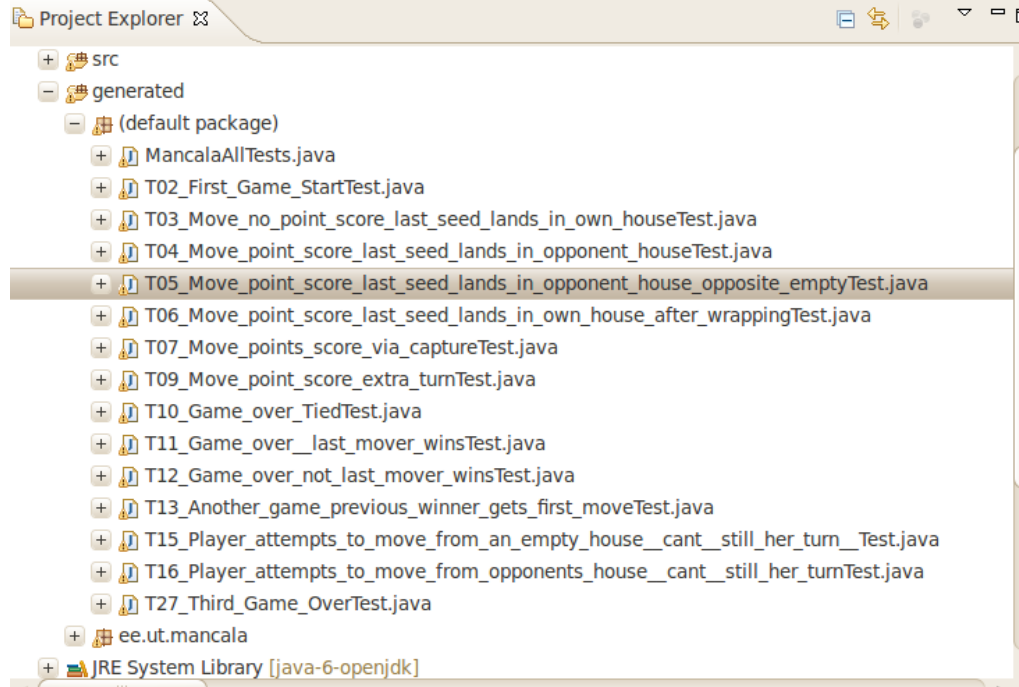 Project Explorer
src
generated
(default package)
MancalaAllTests.java
T02_First_Game_StartTest.java
T03_Move_no_point_score_last_seed_lands_in_own_houseTest.java
T04_Move_point_score_last_seed_lands_in_opponent_houseTest.java
T05_Move_point_score_last_seed_lands_in_opponent_house_opposite_emptyTest.java
T06_Move_point_score_last_seed_lands_in_own_house_after_wrappingTest.java
T07_Move_points_score_via_captureTest.java
T09_Move_point_score_extra_turnTest.java
T10_Game_over_TiedTest.java
T11_Game_over__last_mover_winsTest.java
T12_Game_over_not_last_mover_winsTest.java
T13_Another_game_previous_winner_gets_first_moveTest.java
T15_Player_attempts_to_move_from_an_empty_house__cant__still_her_turn__Test.java
T16_Player_attempts_to_move_from_opponents_house__cant__still_her_turnTest.java
T27_Third_Game_OverTest.java
ee.ut.mancala
JRE System Library [java-6-openjdk]